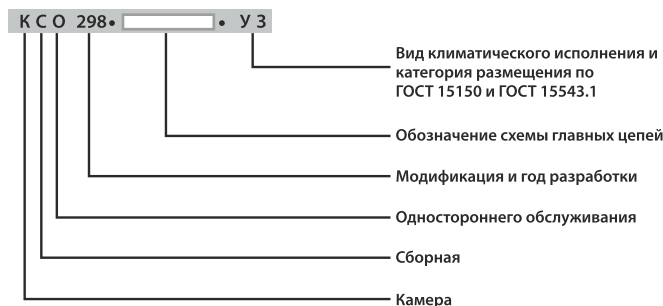 К С О 298• • У 3
Вид климатического исполнения и
категория размещения по
ГОСТ 15150 и ГОСТ 15543.1
Обозначение схемы главных цепей
Модификация и год разработки
Одностороннего обслуживания
Сборная
Камера